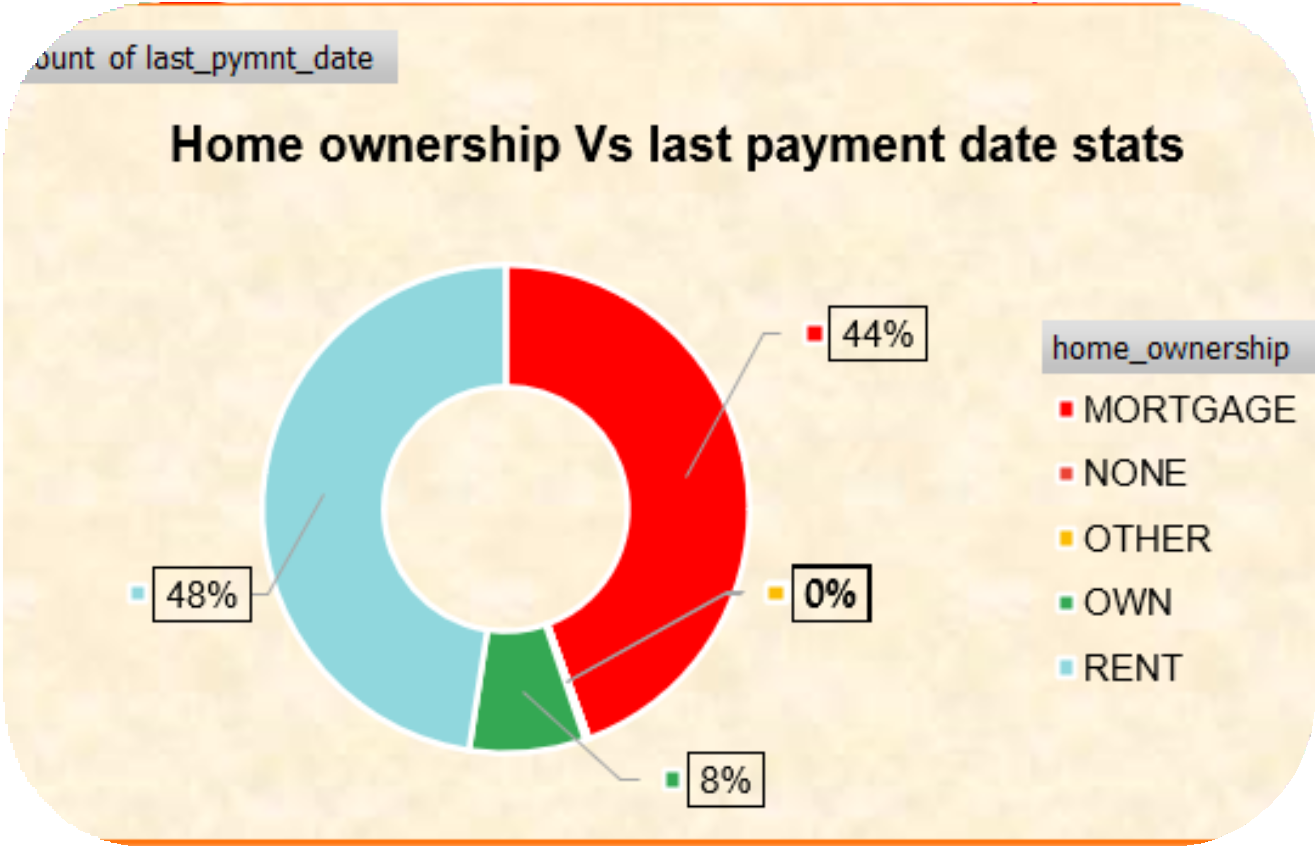 of last_pymnt_date
Home ownership Vs last payment date stats
44%
home_ownership
MORTGAGE
NONE
OTHER
OWN
RENT
48%
0%
8%